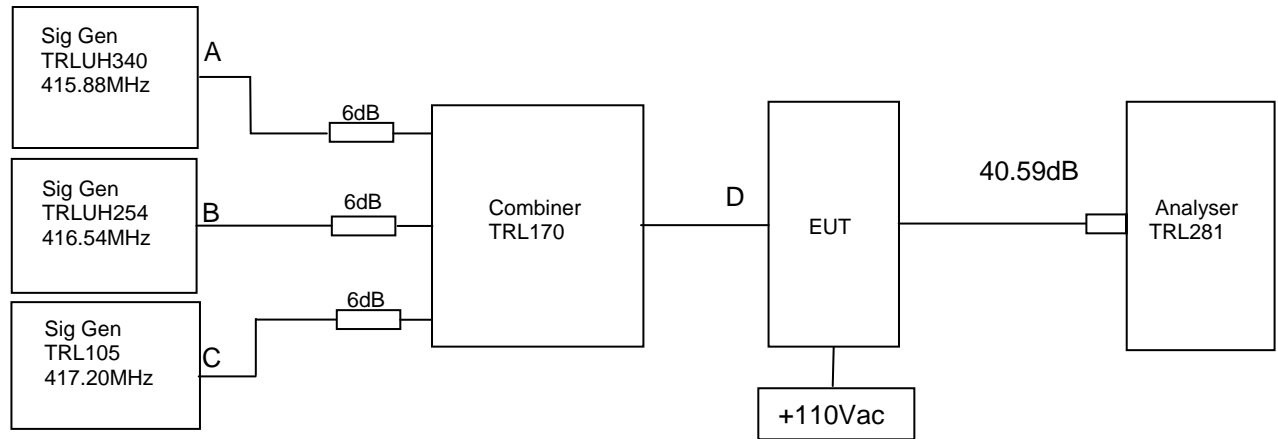 Sig Gen
TRLUH340
415.88MHz
A
6dB
Sig Gen
TRLUH254
416.54MHz
B
6dB
Sig Gen
TRL105
417.20MHz
C
6dB
Combiner
TRL170
D
EUT
+110Vac
40.59dB
Analyser
TRL281